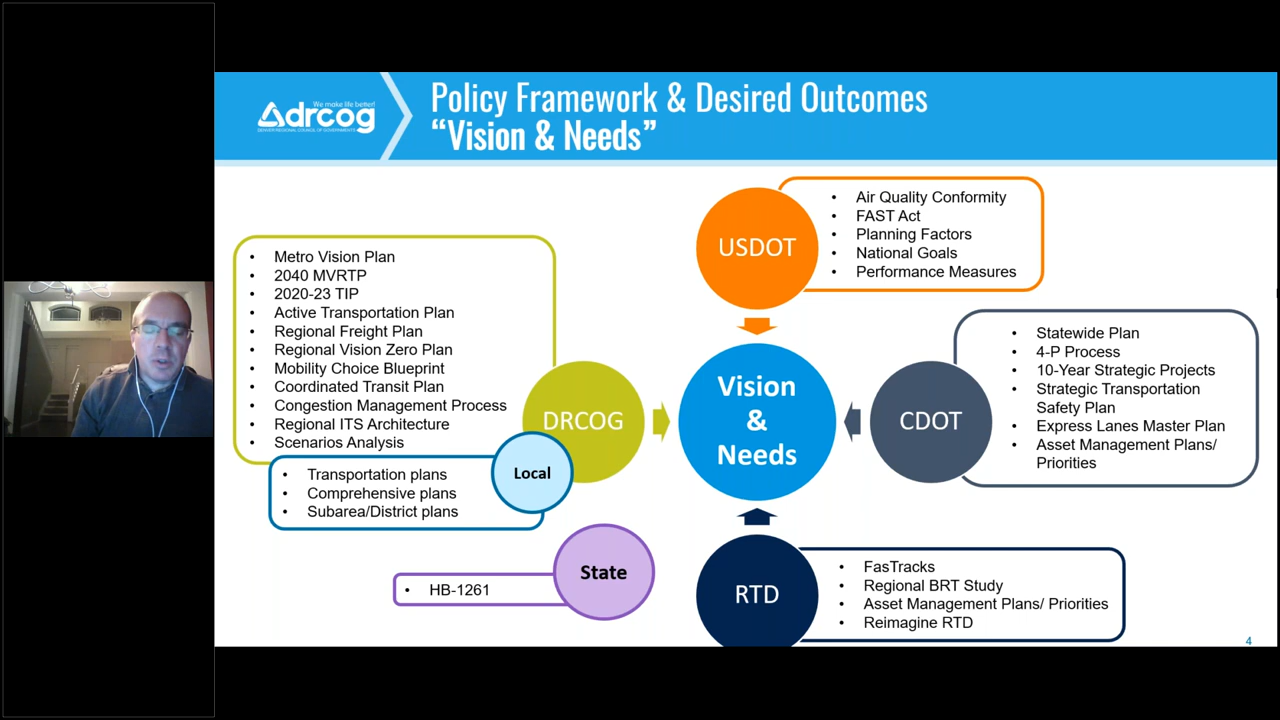 We make life better!
drcog
DENVER REGIONAL COUNCIL OF GOVERNMENTS
Policy Framework & Desired Outcomes
“Vision & Needs”
USDOT
• Air Quality Conformity
• FAST Act
• Planning Factors
• National Goals
• Performance Measures
• Metro Vision Plan
• 2040 MVRTP
• 2020-23 TIP
• Active Transportation Plan
• Regional Freight Plan
• Regional Vision Zero Plan
• Mobility Choice Blueprint
• Coordinated Transit Plan
• Congestion Management Process
• Regional ITS Architecture
• Scenarios Analysis
DRCOG
Vision
&
Needs
CDOT
• Statewide Plan
• 4-P Process
• 10-Year Strategic Projects
• Strategic Transportation
Safety Plan
• Express Lanes Master Plan
• Asset Management Plans/
Priorities
• Transportation plans
• Comprehensive plans
• Subarea/District plans
Local
• HB-1261
State
RTD
• FasTracks
• Regional BRT Study
• Asset Management Plans/ Priorities
• Reimagine RTD
4